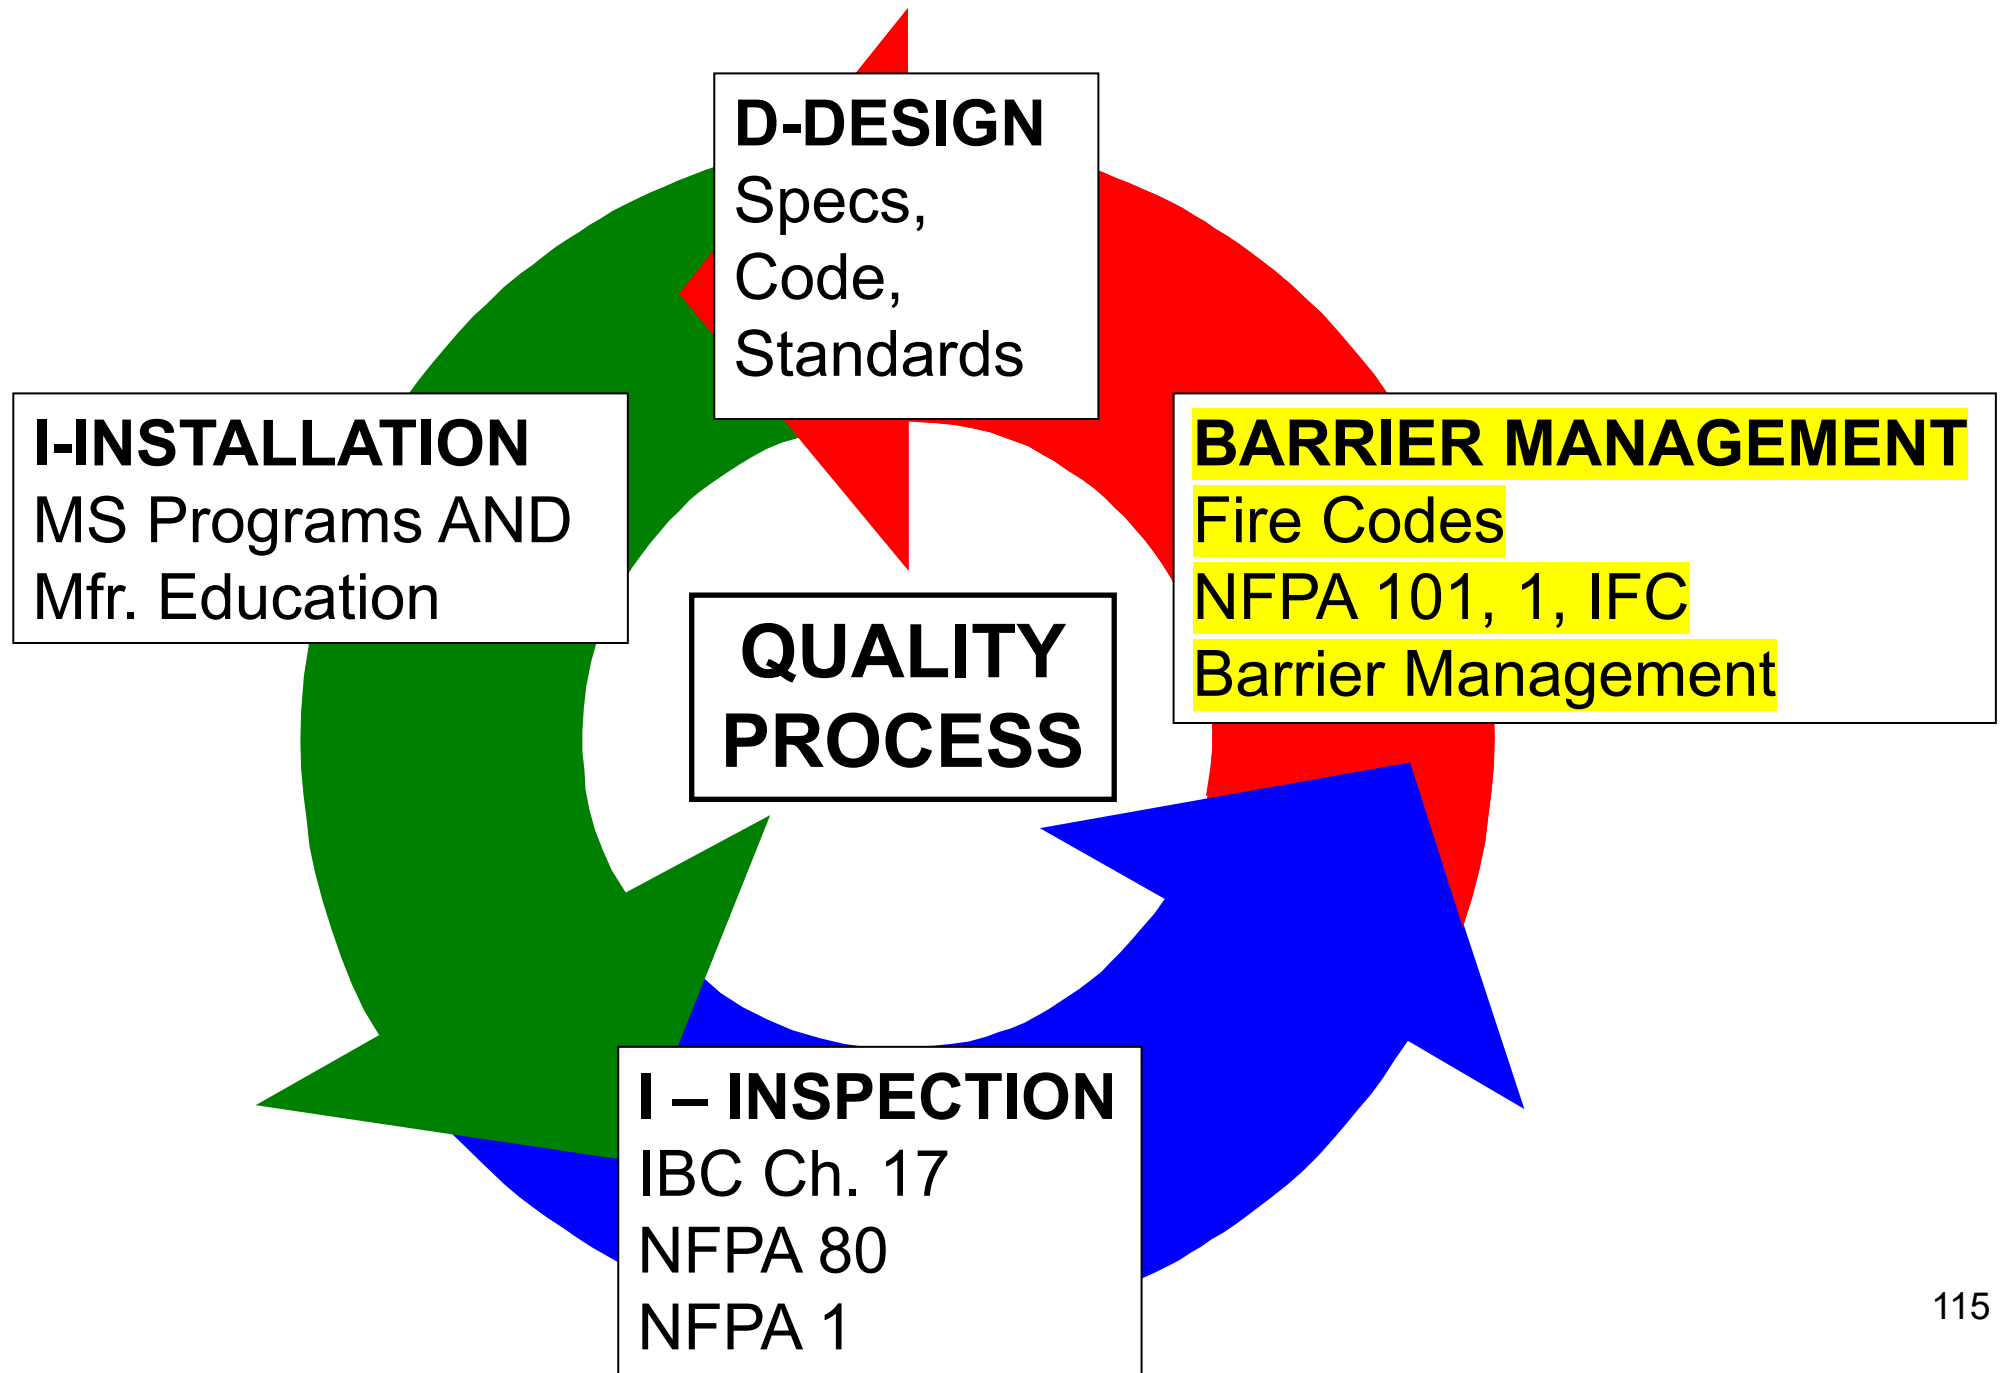 D-DESIGN
Specs,
Code,
Standards
I-INSTALLATION
MS Programs AND
Mfr. Education
BARRIER MANAGEMENT
Fire Codes
NFPA 101, 1, IFC
Barrier Management
QUALITY
PROCESS
I – INSPECTION
IBC Ch. 17
NFPA 80
NFPA 1
115